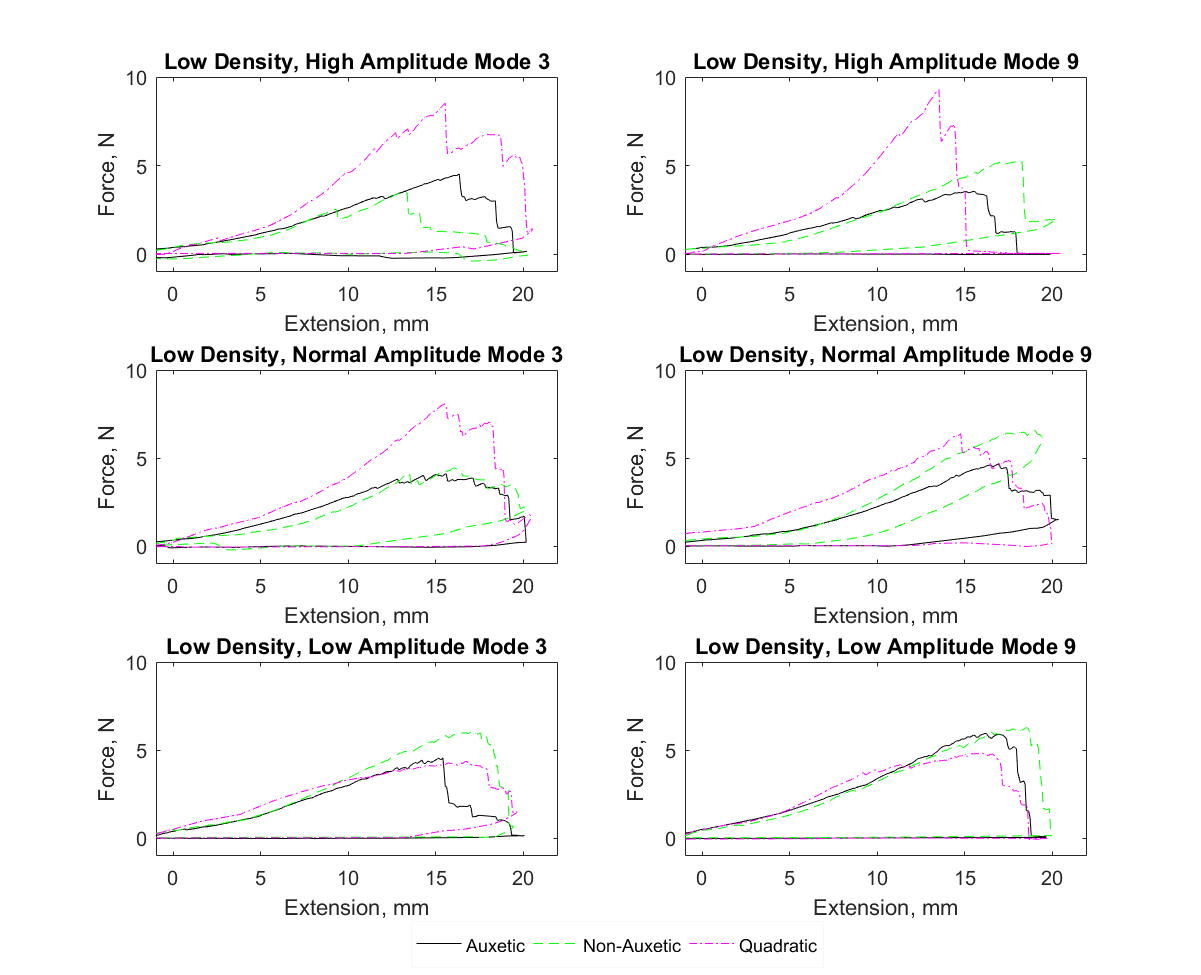 Low Density, High Amplitude Mode 3
10
5
0
Force, N
0 5 10 15 20
Extension, mm
Low Density, High Amplitude Mode 9
10
5
0
Force, N
0 5 10 15 20
Extension, mm
Low Density, Normal Amplitude Mode 3
10
5
0
Force, N
0 5 10 15 20
Extension, mm
Low Density, Normal Amplitude Mode 9
10
5
0
Force, N
0 5 10 15 20
Extension, mm
Low Density, Low Amplitude Mode 3
10
5
0
Force, N
0 5 10 15 20
Extension, mm
Low Density, Low Amplitude Mode 9
10
5
0
Force, N
0 5 10 15 20
Extension, mm
Auxetic Non-Auxetic Quadratic